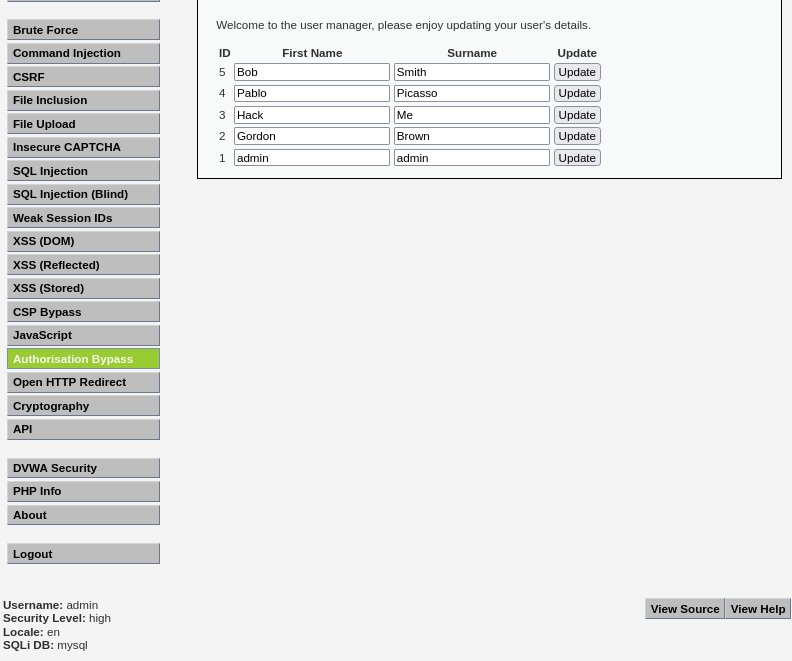 Brute Force
Command Injection
CSRF
File Inclusion
File Upload
Insecure CAPTCHA
SQL Injection
SQL Injection (Blind)
Weak Session IDs
XSS (DOM)
XSS (Reflected)
XSS (Stored)
CSP Bypass
JavaScript
Authorisation Bypass
Open HTTP Redirect
Cryptography
API
DVWA Security
PHP Info
About
Logout
Welcome to the user manager, please enjoy updating your user's details.
ID First Name Surname Update
5 Bob Smith Update
4 Pablo Picasso Update
3 Hack Me Update
2 Gordon Brown Update
1 admin admin Update
Username: admin
Security Level: high
Locale: en
SQLi DB: mysql
View Source View Help